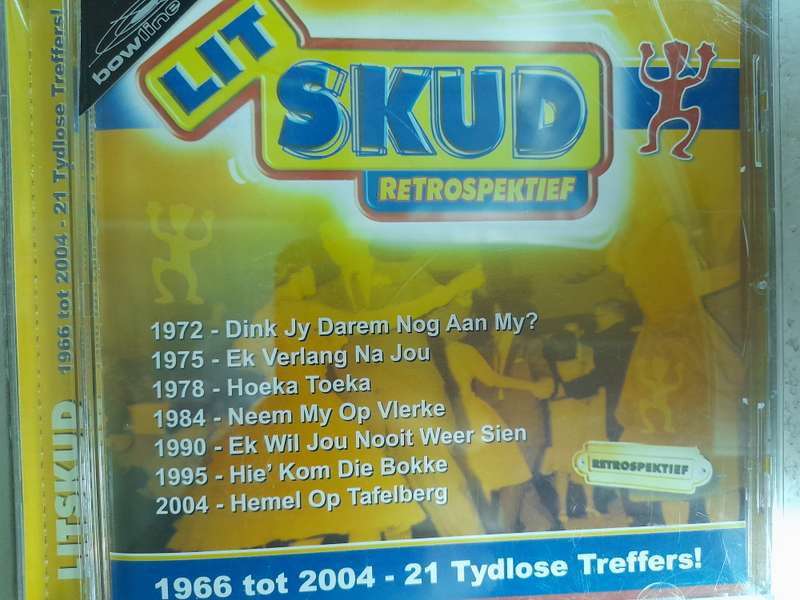 bowline
LIT
SKUD
RETROSPEKTIEF
1972 - Dink Jy Darem Nog Aan My?
1975 - Ek Verlang Na Jou
1978 - Hoeka Toeka
1984 - Neem My Op Vlerke
1990 - Ek Wil Jou Nooit Weer Sien
1995 - Hie' Kom Die Bokke
2004 - Hemel Op Tafelberg
RETROSPEKTIEF
1966 tot 2004 - 21 Tydlose Treffers!
LITSKUD
1966 tot 2004 - 21 Tydlose Treffers!